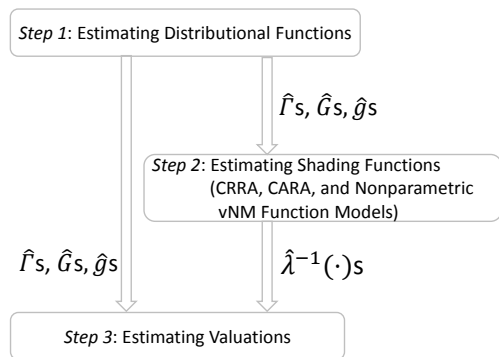 Step 1: Estimating Distributional Functions
Γ̂s, Ĝs, ĝs
Step 2: Estimating Shading Functions
(CRRA, CARA, and Nonparametric
vNM Function Models)
Γ̂s, Ĝs, ĝs
λ̂⁻¹(·)s
Step 3: Estimating Valuations